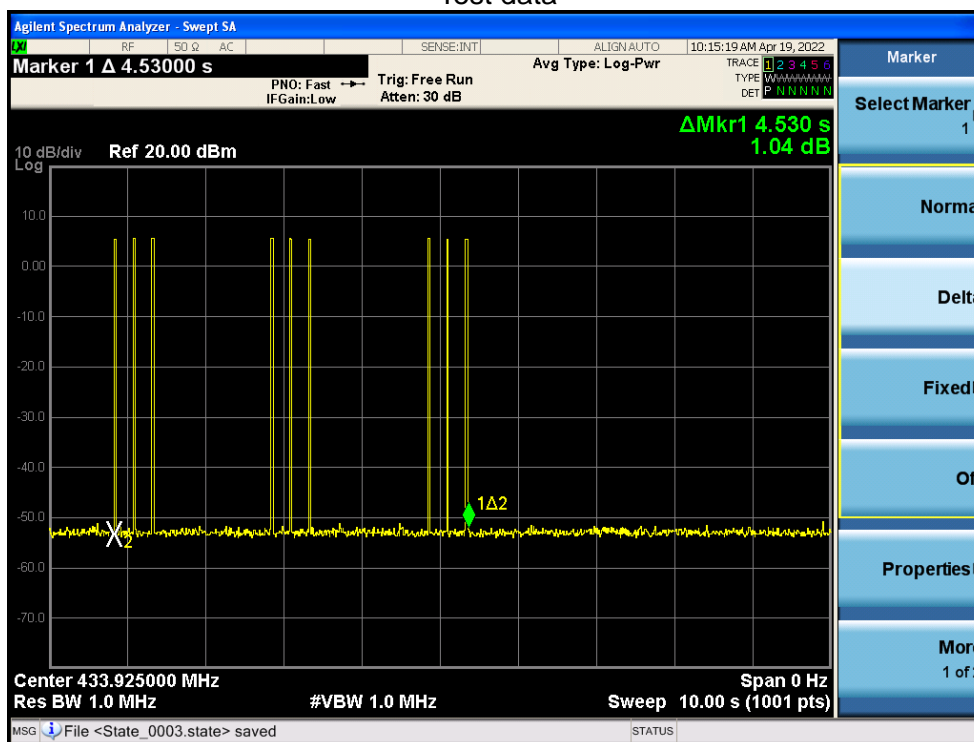 Test data
Agilent Spectrum Analyzer - Swept SA
LXI RF 50 Ω AC SENSE:INT ALIGN AUTO 10:15:19 AM Apr 19, 2022
Marker 1 Δ 4.53000 s
PNO: Fast
IFGain:Low
Trig: Free Run
Atten: 30 dB
Avg Type: Log-Pwr
TRACE 1 2 3 4 5 6
TYPE W
DET P N N N N N
ΔMkr1 4.530 s
1.04 dB
10 dB/div Ref 20.00 dBm
Log
10.0
0.00
-10.0
-20.0
-30.0
-40.0
-50.0
-60.0
-70.0
1Δ2
2
Center 433.925000 MHz Span 0 Hz
Res BW 1.0 MHz #VBW 1.0 MHz Sweep 10.00 s (1001 pts)
MSG File <State_0003.state> saved STATUS
Marker
Select Marker
1
Norma
Delta
Fixed
Of
Properties
More
1 of